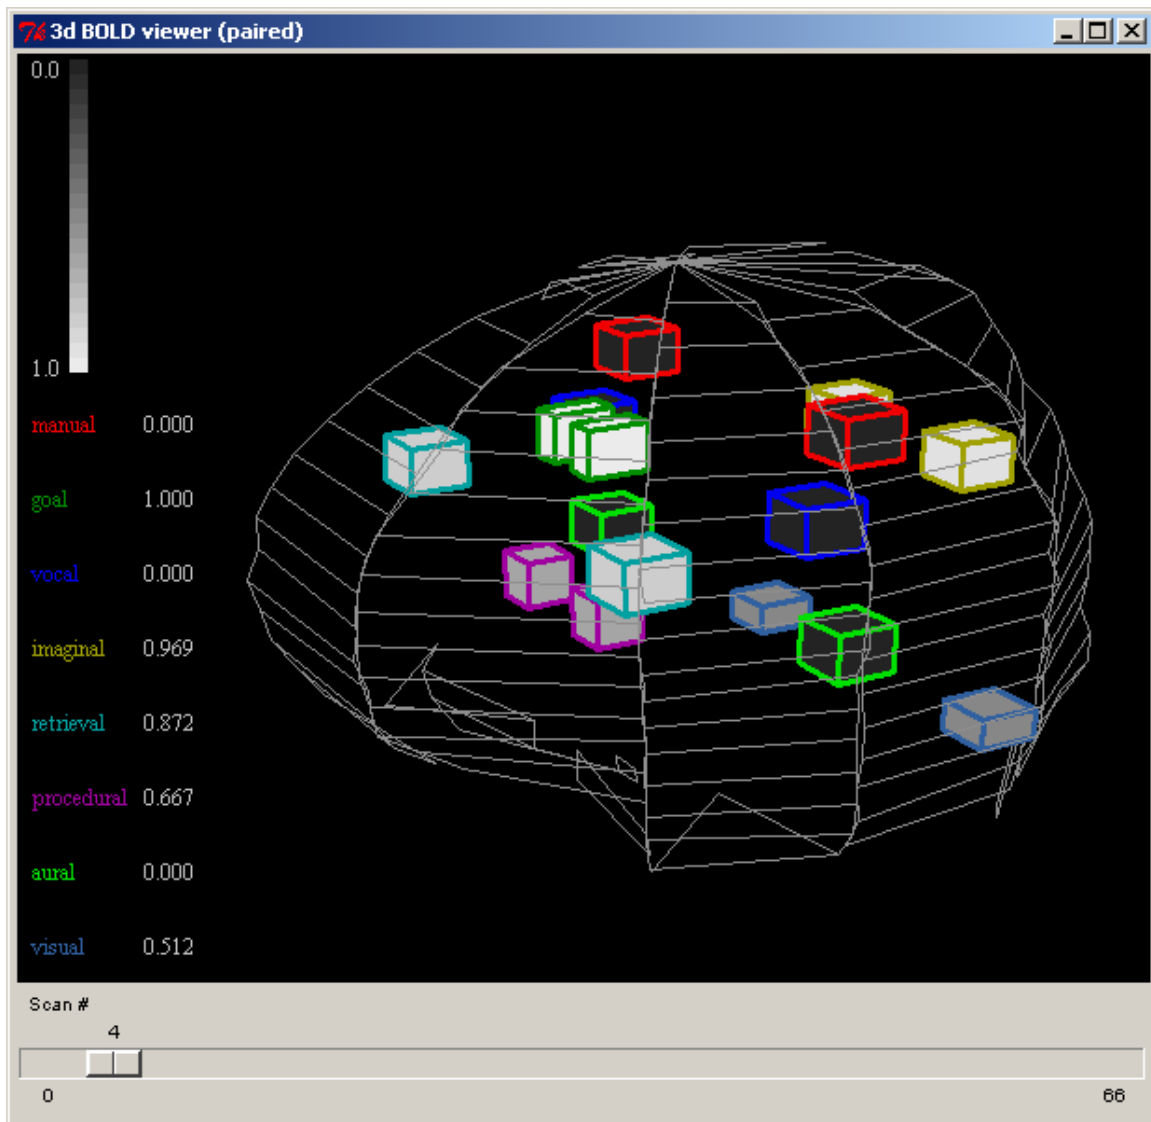 3d BOLD viewer (paired)
0.0
1.0
manual 0.000
goal 1.000
vocal 0.000
imaginal 0.969
retrieval 0.872
procedural 0.667
aural 0.000
visual 0.512
Scan #
4
0 66